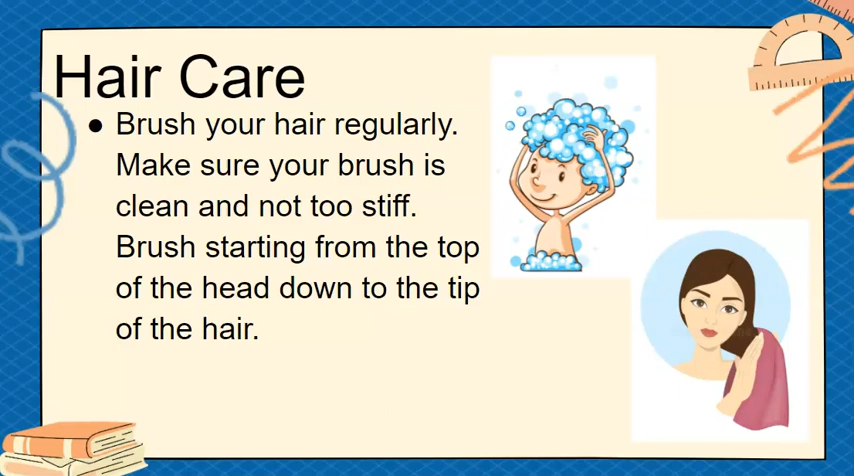 Hair Care
● Brush your hair regularly.
Make sure your brush is
clean and not too stiff.
Brush starting from the top
of the head down to the tip
of the hair.